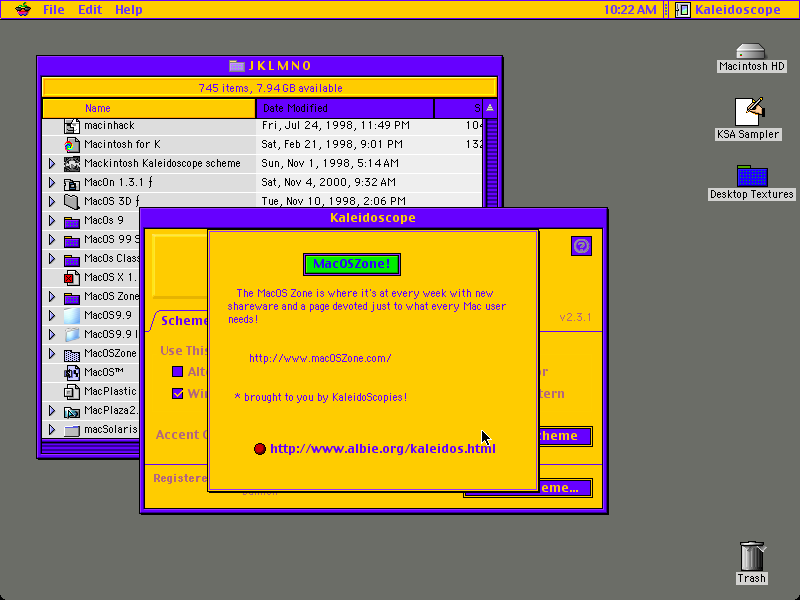 File Edit Help
10:22 AM
Kaleidoscope
JKLMNO
745 items, 7.94 GB available
Name
Date Modified
S
macinhack
Fri, Jul 24, 1998, 11:49 PM
104
Macintosh for K
Sat, Feb 21, 1998, 9:01 PM
132
Mackintosh Kaleidoscope scheme
Sun, Nov 1, 1998, 5:14 AM
MacOn 1.3.1 ƒ
Sat, Nov 4, 2000, 9:32 AM
MacOS 3D ƒ
Tue, Nov 10, 1998, 2:06 PM
MacOs 9
MacOS 99 S
MacOs Class
MacOS X 1.
MacOS Zone
MacOS9.9
MacOS9.9 I
MacOSZone
MacOS™
MacPlastic
MacPlaza2.
macSolaris
Kaleidoscope
MacOSZone!
The MacOS Zone is where it's at every week with new
shareware and a page devoted just to what every Mac user
needs!
http://www.macOSZone.com/
* brought to you by KaleidoScopies!
http://www.albie.org/kaleidos.html
v2.3.1
Scheme
Use This
Alt
or
Win
tern
Accent C
cheme
Registere
eme...
Macintosh HD
KSA Sampler
Desktop Textures
Trash